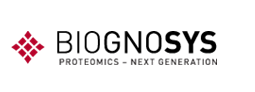 BIOGNOSYS
PROTEOMICS – NEXT GENERATION